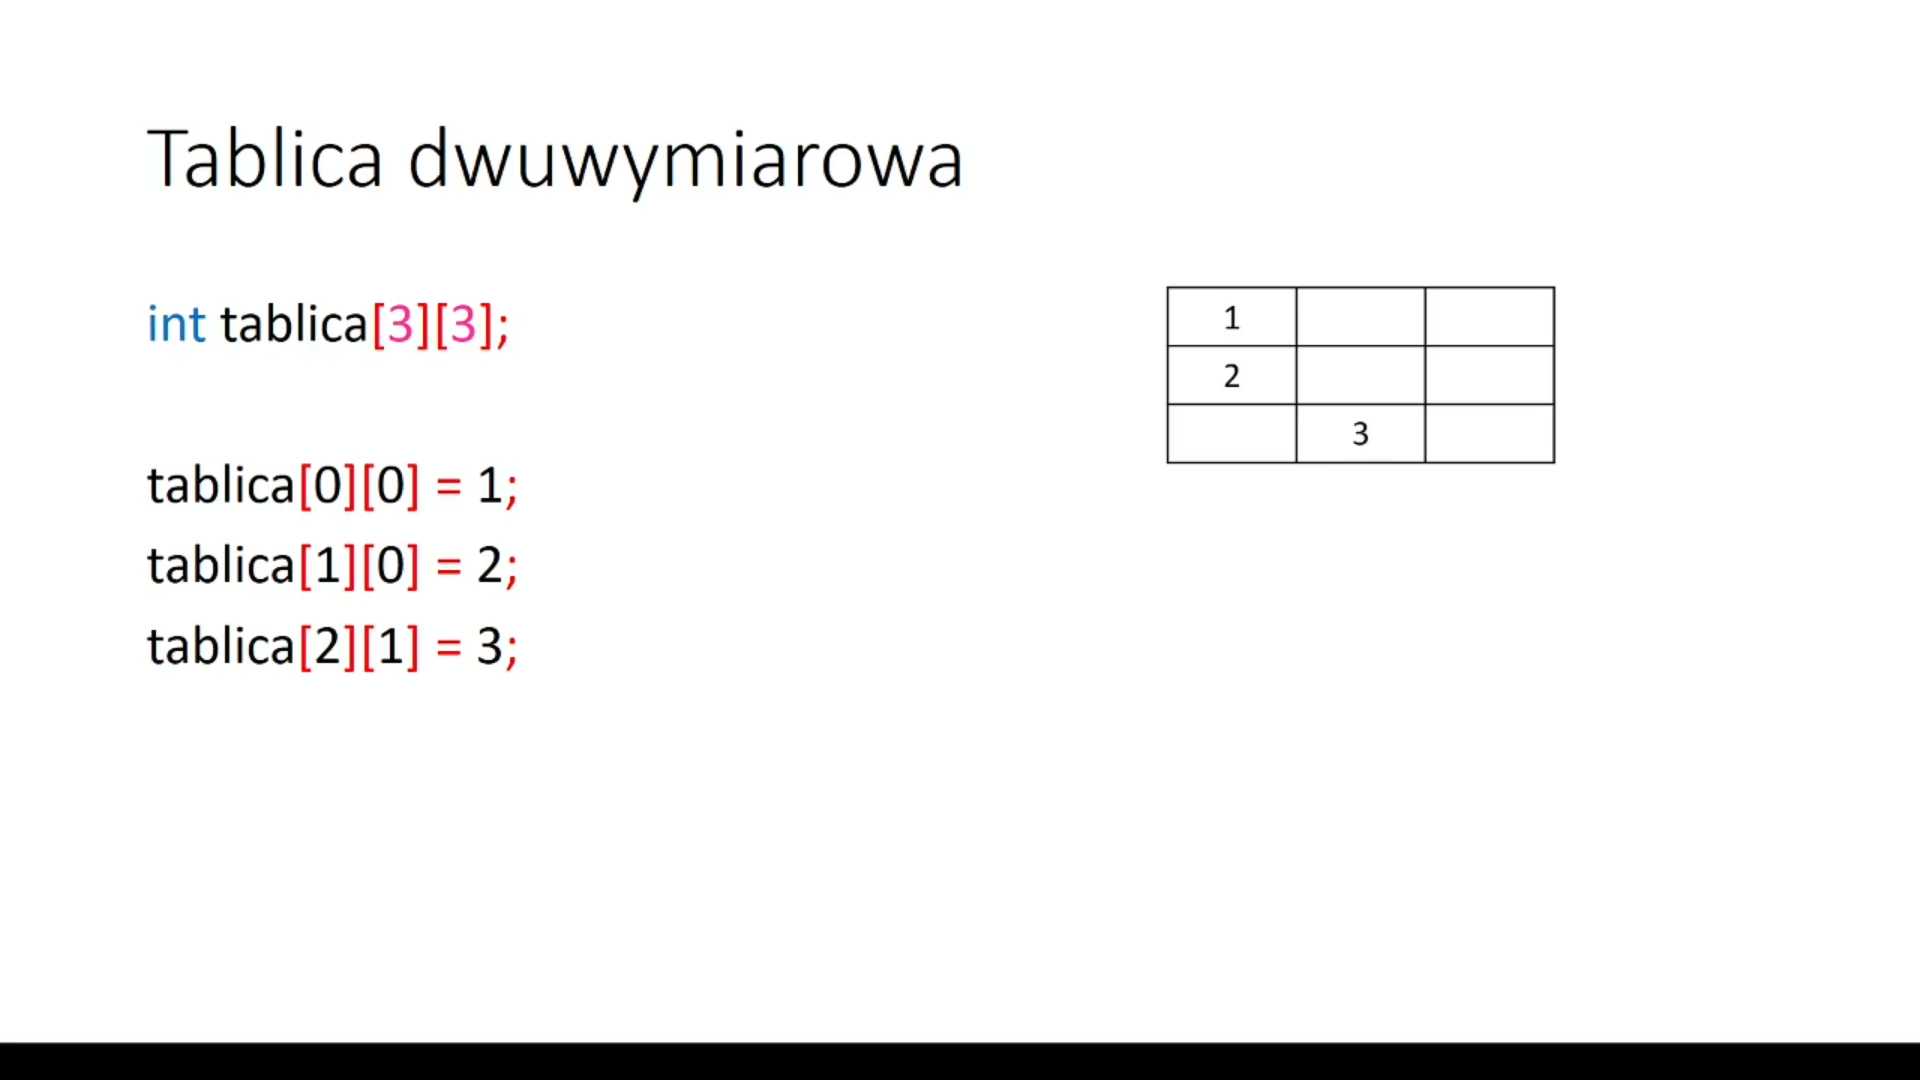 Tablica dwuwymiarowa
int tablica[3][3];
tablica[0][0] = 1;
tablica[1][0] = 2;
tablica[2][1] = 3;
1
2
3